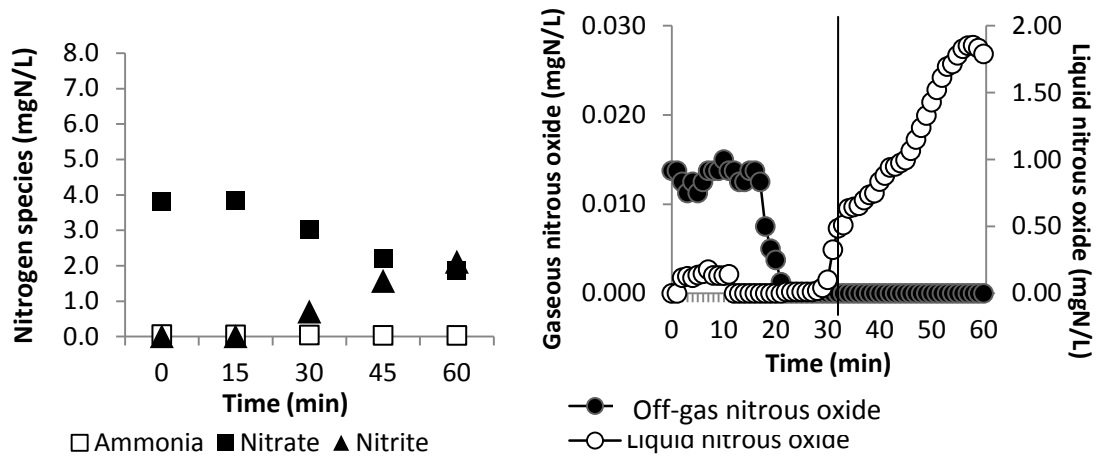 Nitrogen species (mgN/L)
8.0
7.0
6.0
5.0
4.0
3.0
2.0
1.0
0.0
0 15 30 45 60
Time (min)
Ammonia Nitrate Nitrite
Gaseous nitrous oxide (mgN/L)
0.030
0.020
0.010
0.000
0 10 20 30 40 50 60
Time (min)
2.00
1.50
1.00
0.50
0.00
Liquid nitrous oxide (mgN/L)
Off-gas nitrous oxide
Liquid nitrous oxide